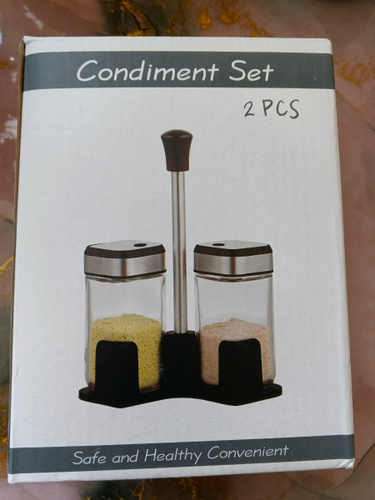 Condiment Set
2 PCS
Safe and Healthy Convenient